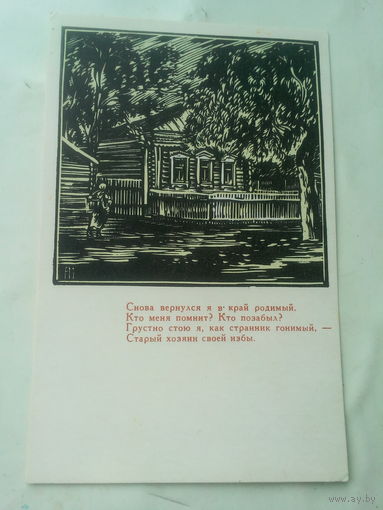 Снова вернулся я в край родимый.
Кто меня помнит? Кто позабыл?
Грустно стою я, как странник гонимый, —
Старый хозяин своей избы.
www.ay.by